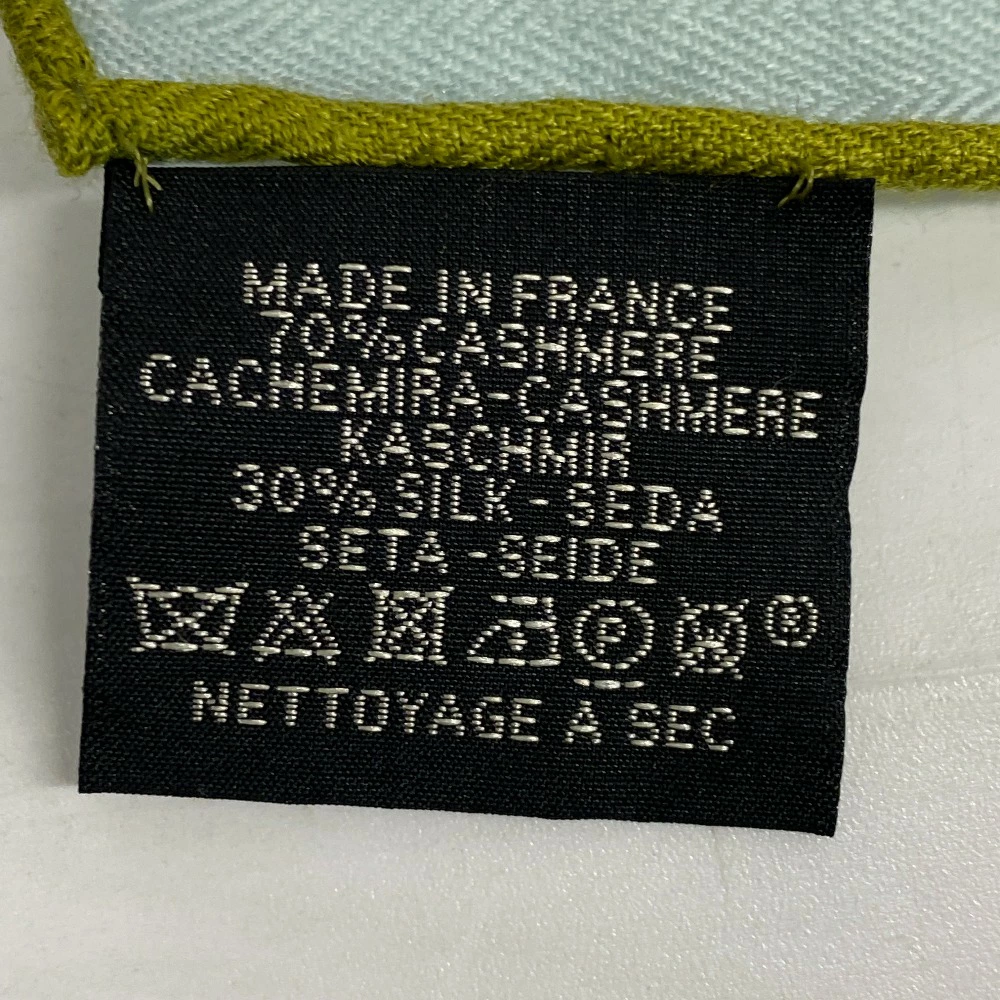 MADE IN FRANCE
70% CASHMERE
CACHEMIRA-CASHMERE
KASCHMIR
30% SILK - SEDA
SETA - SEIDE
P ®
NETTOYAGE A SEC